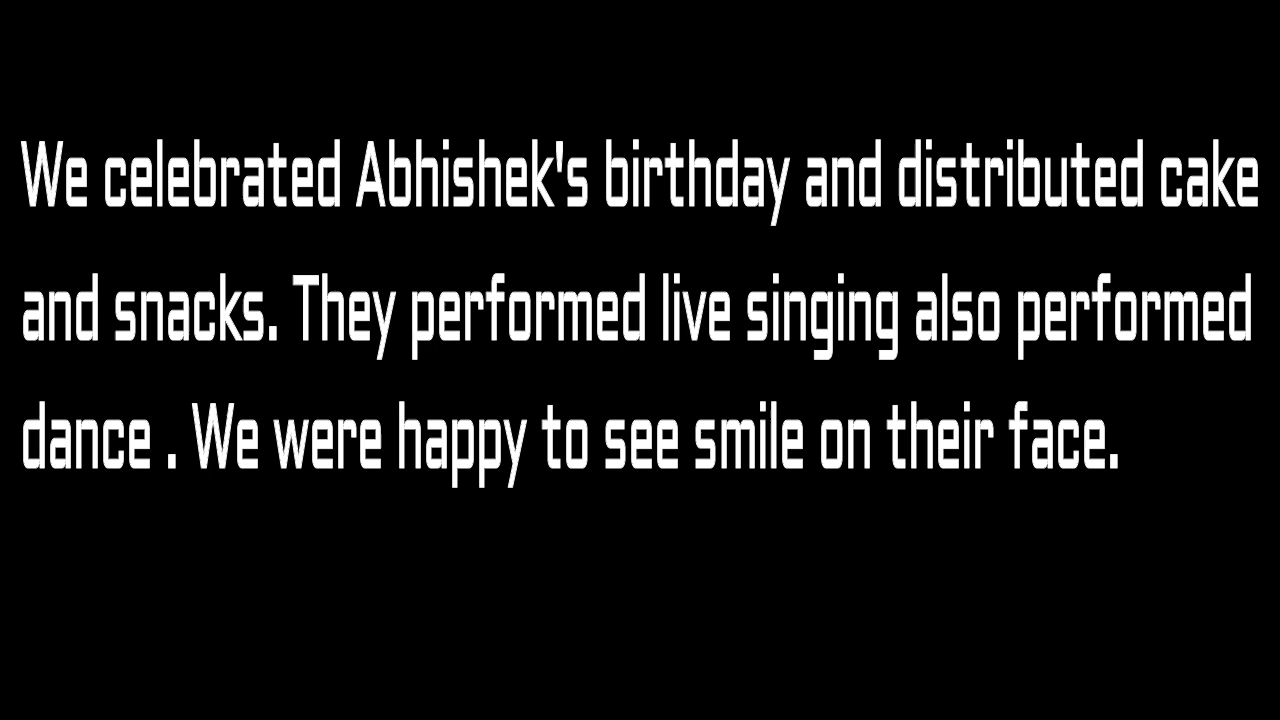 We celebrated Abhishek's birthday and distributed cake
and snacks. They performed live singing also performed
dance . We were happy to see smile on their face.